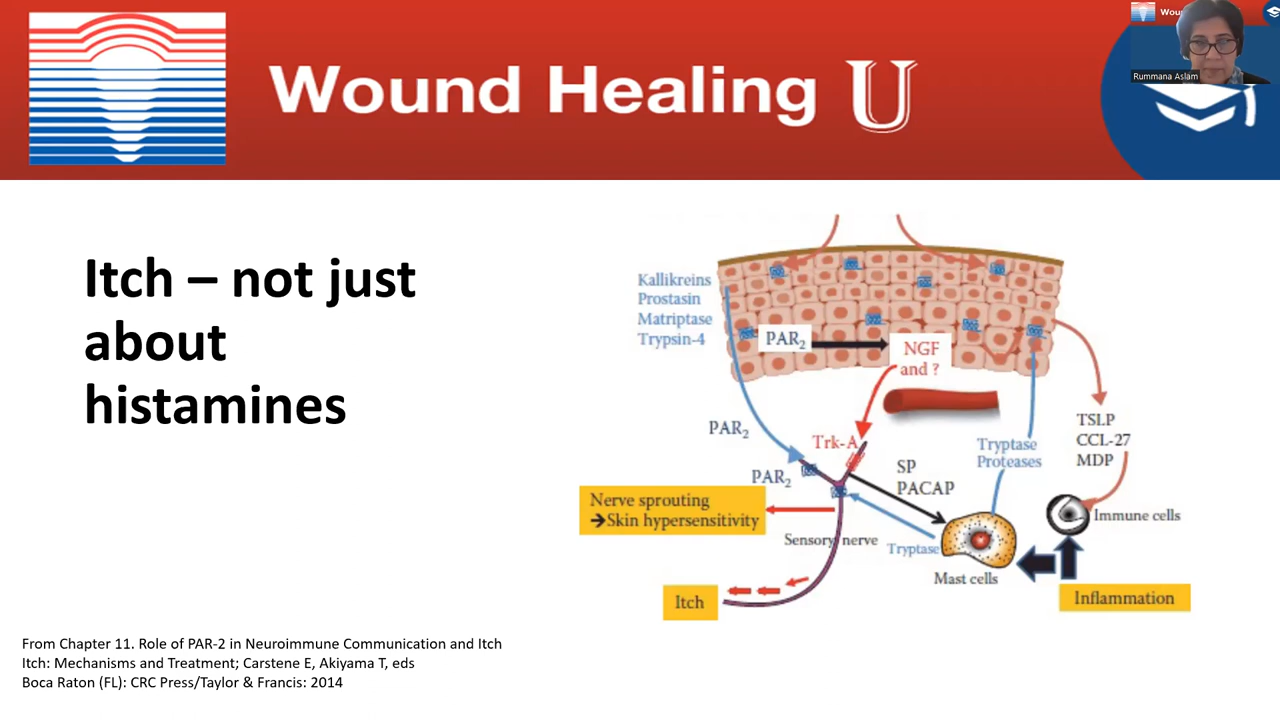 Wound Healing U
Wou
Rummana Aslam
Itch – not just
about
histamines
Kallikreins
Prostasin
Matriptase
Trypsin-4
PAR2
NGF
and ?
PAR2
Trk-A
PAR2
SP
PACAP
Tryptase
Proteases
TSLP
CCL-27
MDP
Nerve sprouting
➔Skin hypersensitivity
Sensory nerve
Tryptase
Immune cells
Mast cells
Itch
Inflammation
From Chapter 11. Role of PAR-2 in Neuroimmune Communication and Itch
Itch: Mechanisms and Treatment; Carstene E, Akiyama T, eds
Boca Raton (FL): CRC Press/Taylor & Francis: 2014